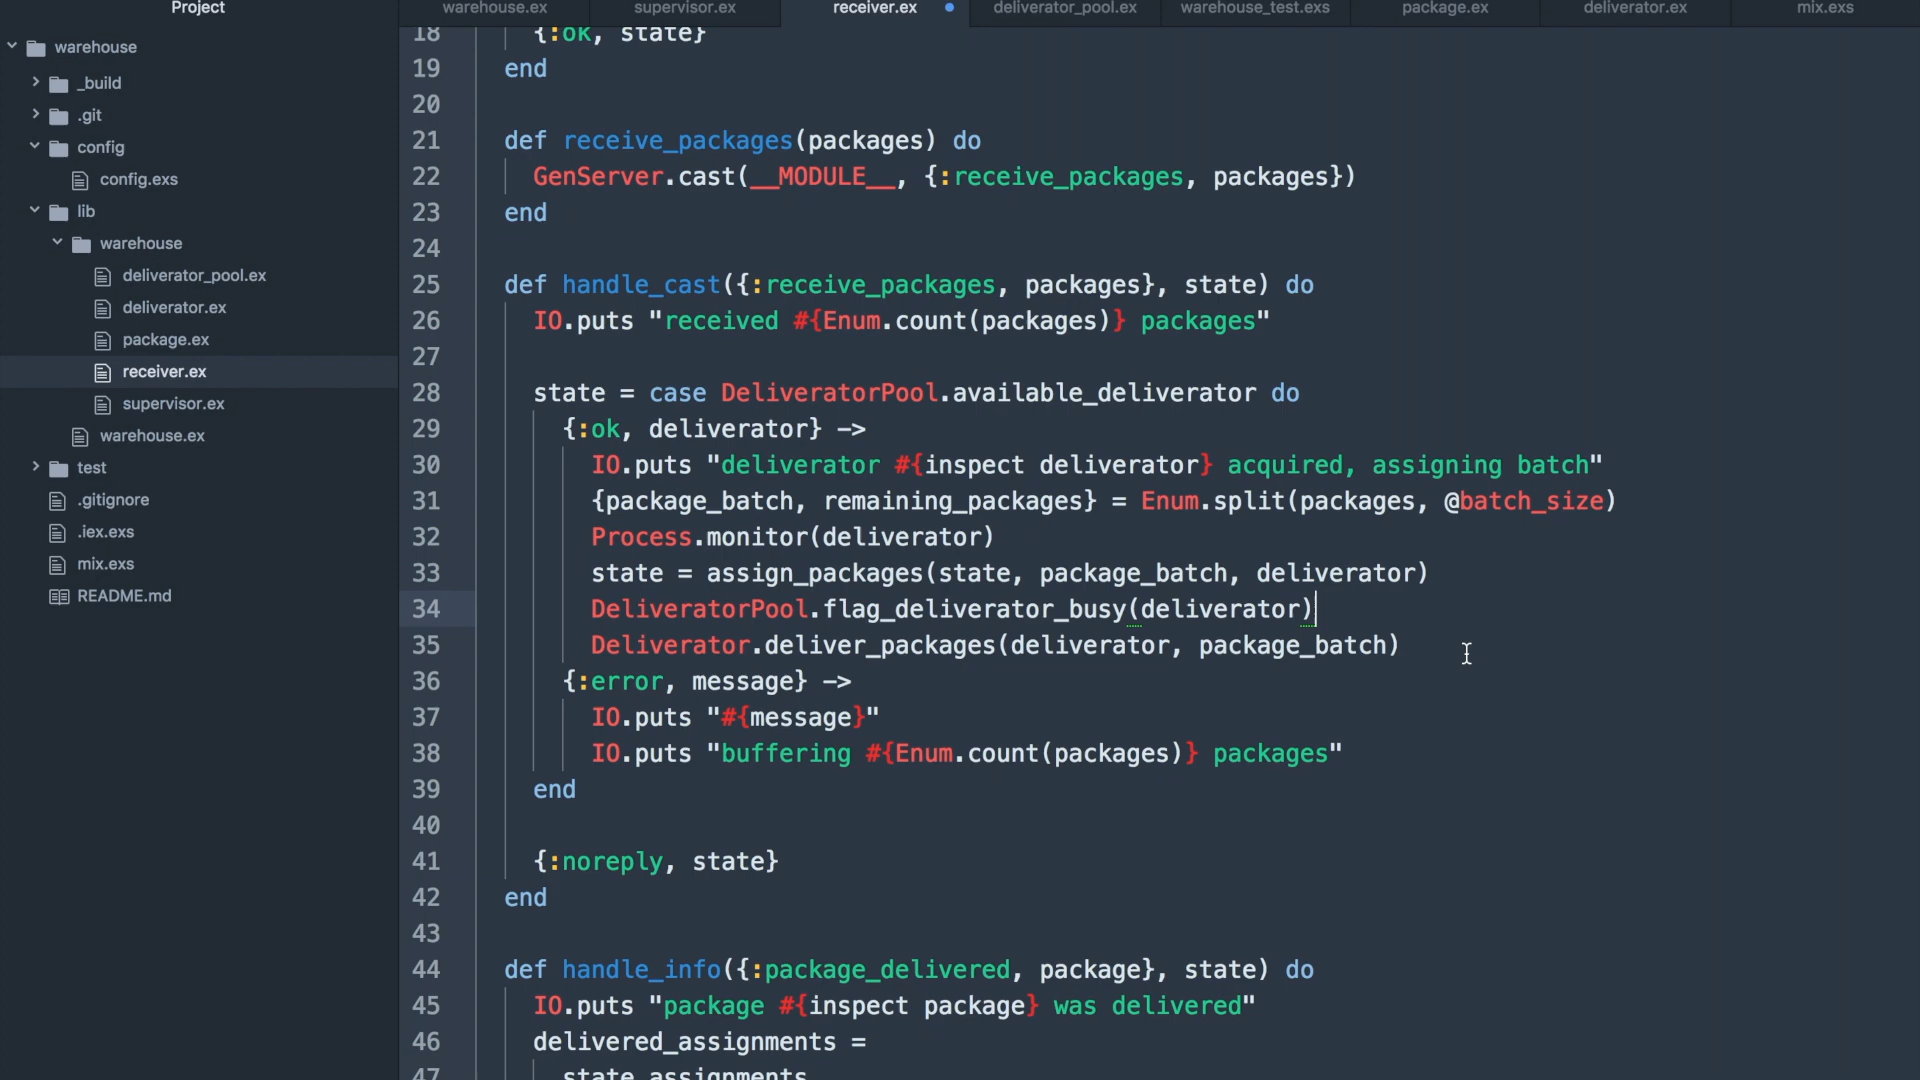 Project
warehouse.ex
supervisor.ex
receiver.ex
deliverator_pool.ex
warehouse_test.exs
package.ex
deliverator.ex
mix.exs
warehouse
_build
.git
config
config.exs
lib
warehouse
deliverator_pool.ex
deliverator.ex
package.ex
receiver.ex
supervisor.ex
warehouse.ex
test
.gitignore
.iex.exs
mix.exs
README.md
18 {:ok, state}
19 end
20
21 def receive_packages(packages) do
22 GenServer.cast(__MODULE__, {:receive_packages, packages})
23 end
24
25 def handle_cast({:receive_packages, packages}, state) do
26 IO.puts "received #{Enum.count(packages)} packages"
27
28 state = case DeliveratorPool.available_deliverator do
29 {:ok, deliverator} ->
30 IO.puts "deliverator #{inspect deliverator} acquired, assigning batch"
31 {package_batch, remaining_packages} = Enum.split(packages, @batch_size)
32 Process.monitor(deliverator)
33 state = assign_packages(state, package_batch, deliverator)
34 DeliveratorPool.flag_deliverator_busy(deliverator)
35 Deliverator.deliver_packages(deliverator, package_batch)
36 {:error, message} ->
37 IO.puts "#{message}"
38 IO.puts "buffering #{Enum.count(packages)} packages"
39 end
40
41 {:noreply, state}
42 end
43
44 def handle_info({:package_delivered, package}, state) do
45 IO.puts "package #{inspect package} was delivered"
46 delivered_assignments =
47 state.assignments